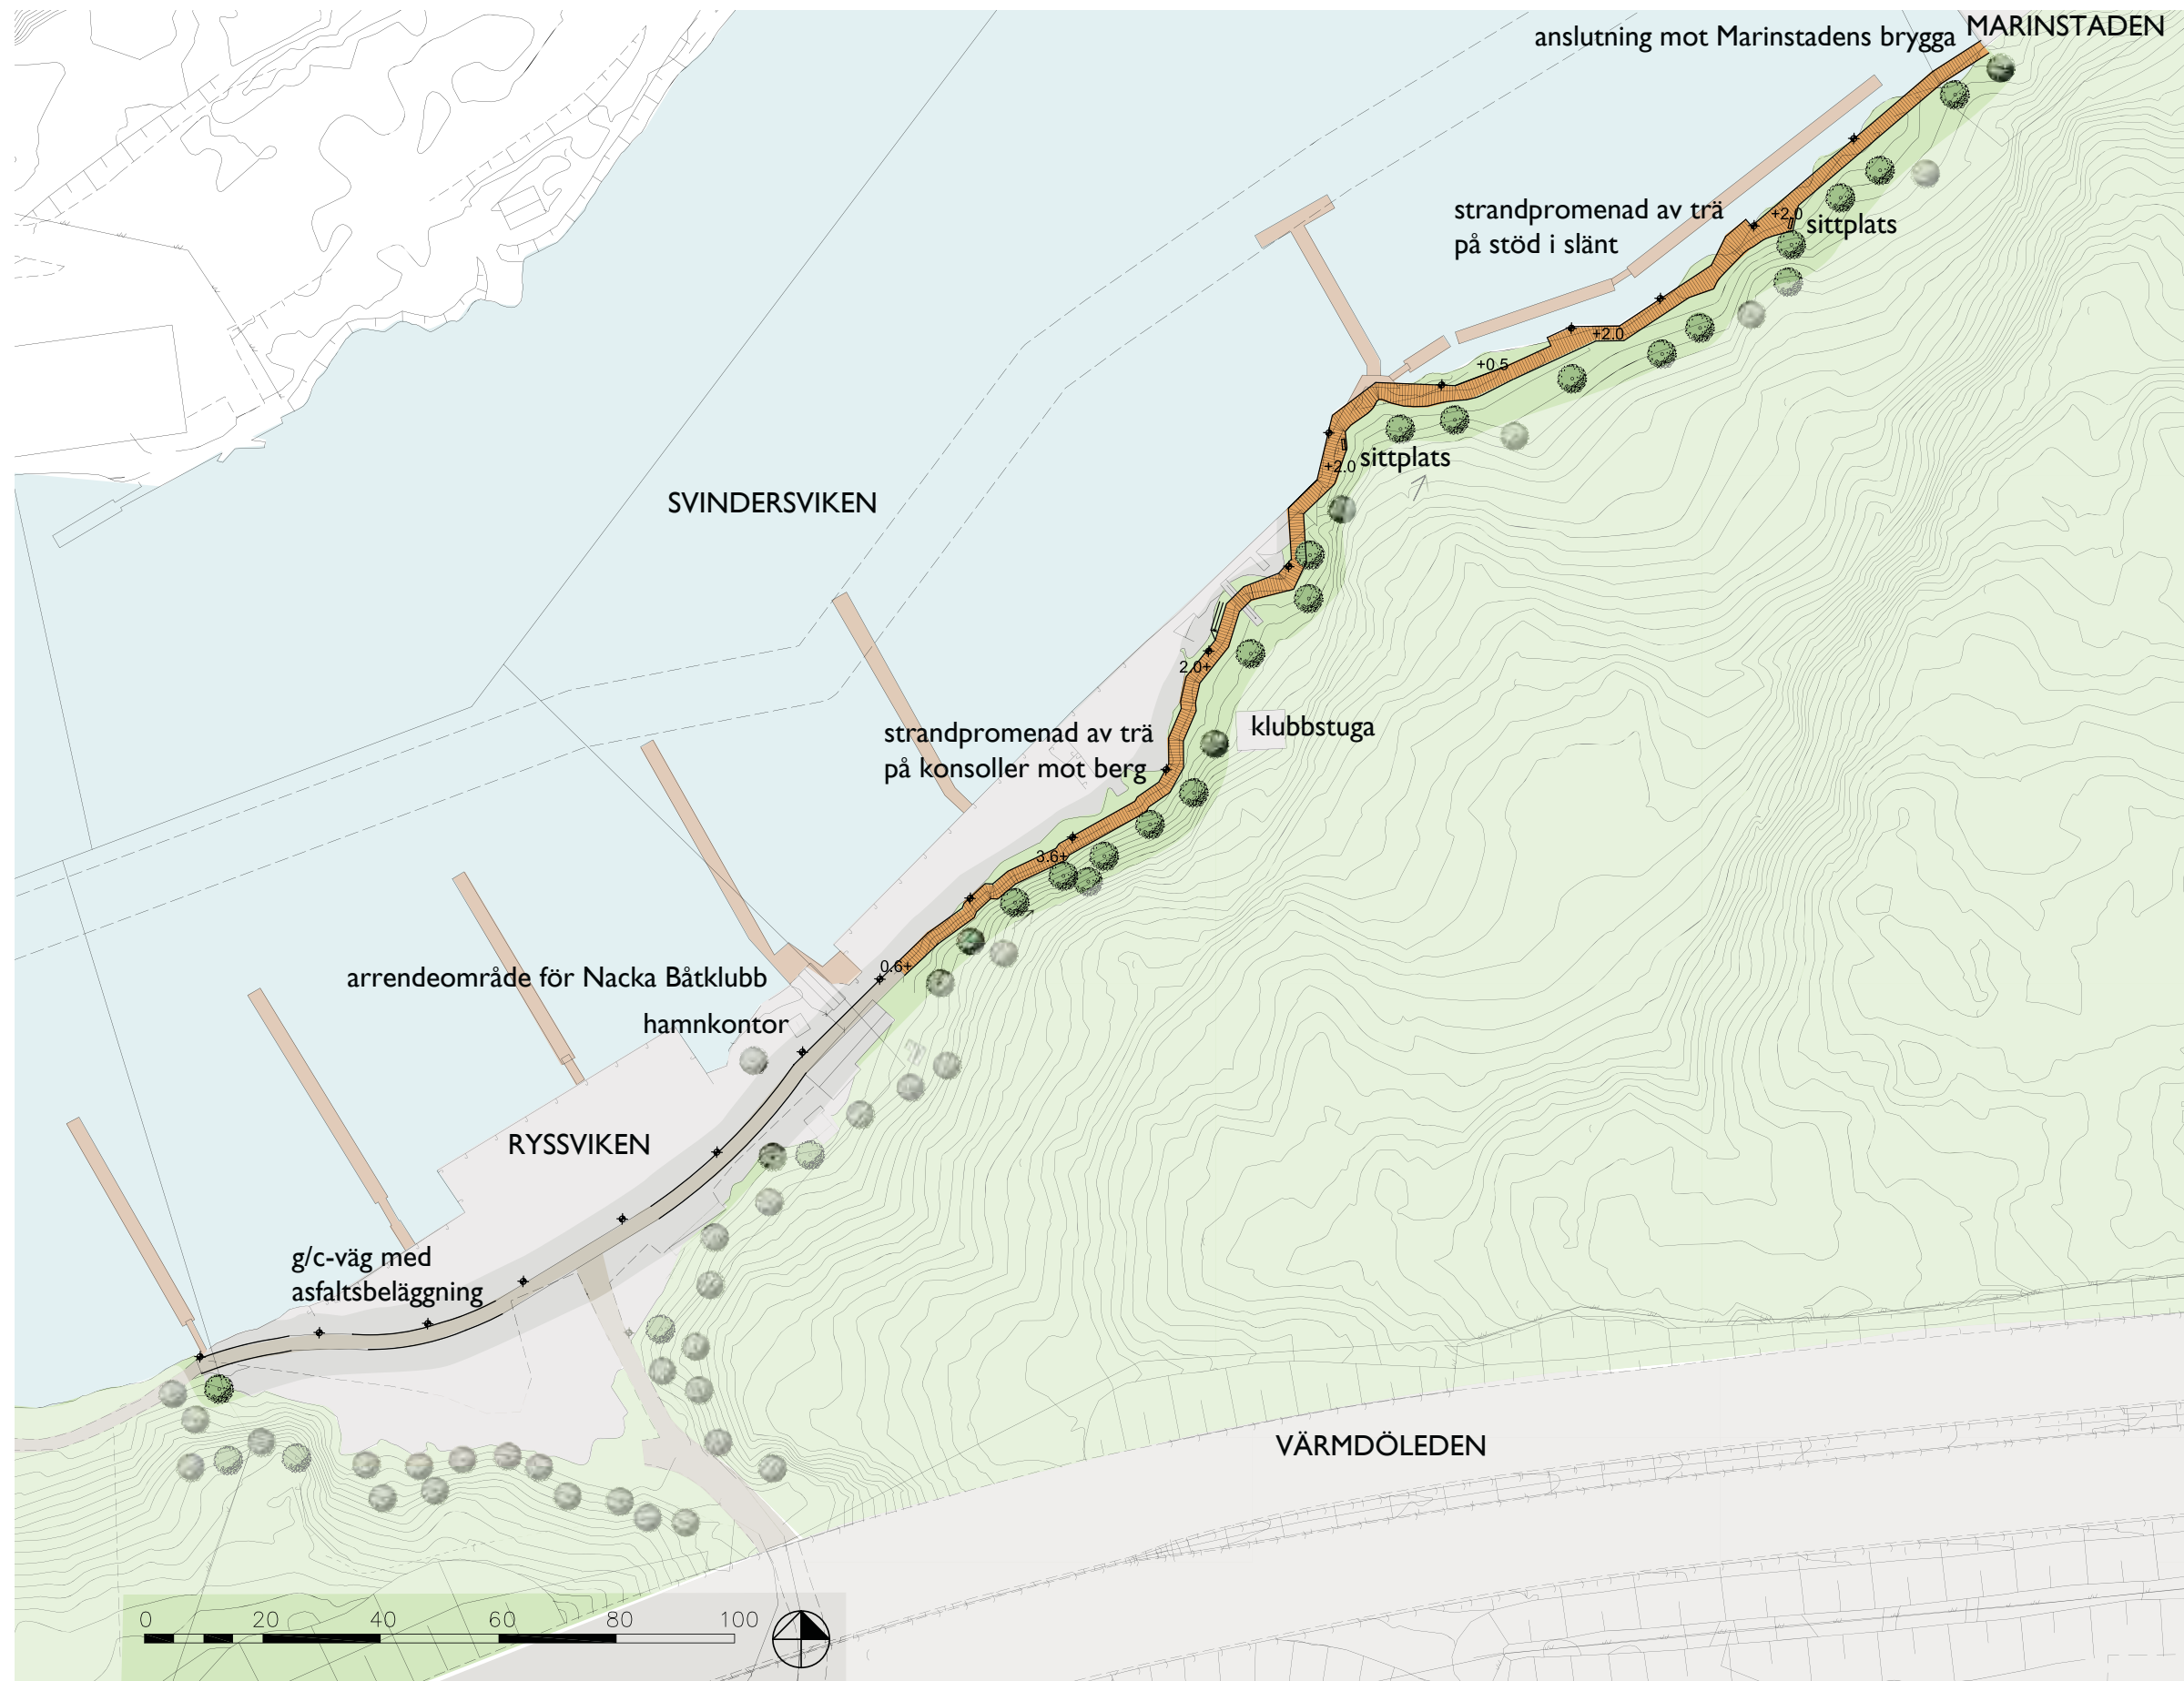 MARINSTADEN
anslutning mot Marinstadens brygga
strandpromenad av trä
på stöd i slänt
+2.0
sittplats
+2.0
+0.5
sittplats
+2.0
SVINDERSVIKEN
2.0+
klubbstuga
strandpromenad av trä
på konsoller mot berg
3.6+
0.6+
arrendeområde för Nacka Båtklubb
hamnkontor
RYSSVIKEN
g/c-väg med
asfaltsbeläggning
VÄRMDÖLEDEN
0 20 40 60 80 100